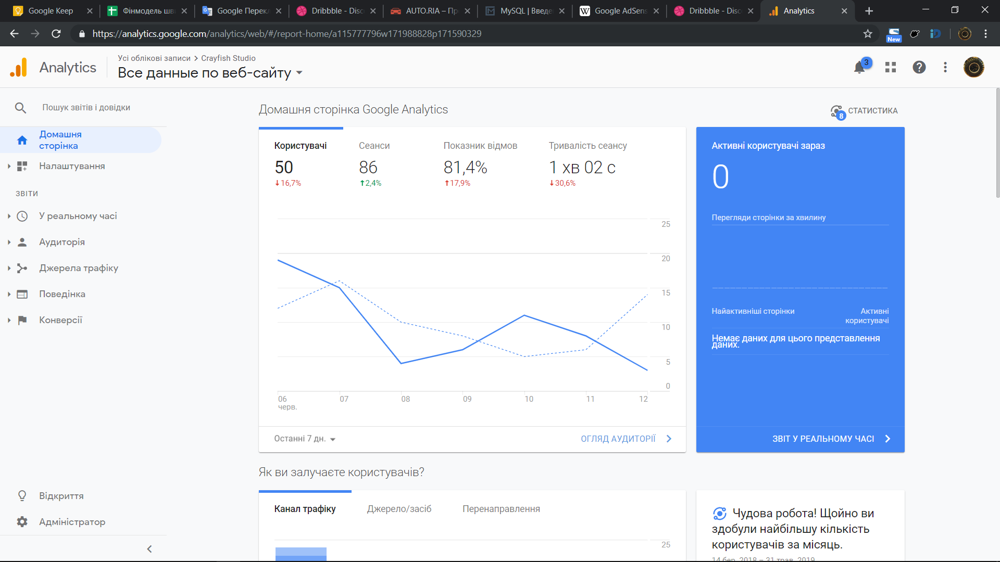 Google Keep
Фінмодель шв
Google Перекл
Dribbble - Disc
AUTO.RIA – Пр
MySQL | Введе
Google AdSens
Dribbble - Disc
Analytics
https://analytics.google.com/analytics/web/#/report-home/a115777796w171988828p171590329
New
Analytics
Усі облікові записи > Crayfish Studio
Все данные по веб-сайту
3
Пошук звітів і довідки
Домашня
сторінка
Налаштування
ЗВІТИ
У реальному часі
Аудиторія
Джерела трафіку
Поведінка
Конверсії
Відкриття
Адміністратор
Домашня сторінка Google Analytics
8
СТАТИСТИКА
Користувачі
50
16,7%
Сеанси
86
2,4%
Показник відмов
81,4%
17,9%
Тривалість сеансу
1 хв 02 с
30,6%
25
20
15
10
5
0
06
черв.
07
08
09
10
11
12
Останні 7 дн.
ОГЛЯД АУДИТОРІЇ
Активні користувачі зараз
0
Перегляди сторінки за хвилину
Найактивніші сторінки
Активні
користувачі
Немає даних для цього представлення
даних.
ЗВІТ У РЕАЛЬНОМУ ЧАСІ
Як ви залучаєте користувачів?
Канал трафіку
Джерело/засіб
Перенаправлення
25
Чудова робота! Щойно ви
здобули найбільшу кількість
користувачів за місяць.
14 бер. 2018 – 31 трав. 2019